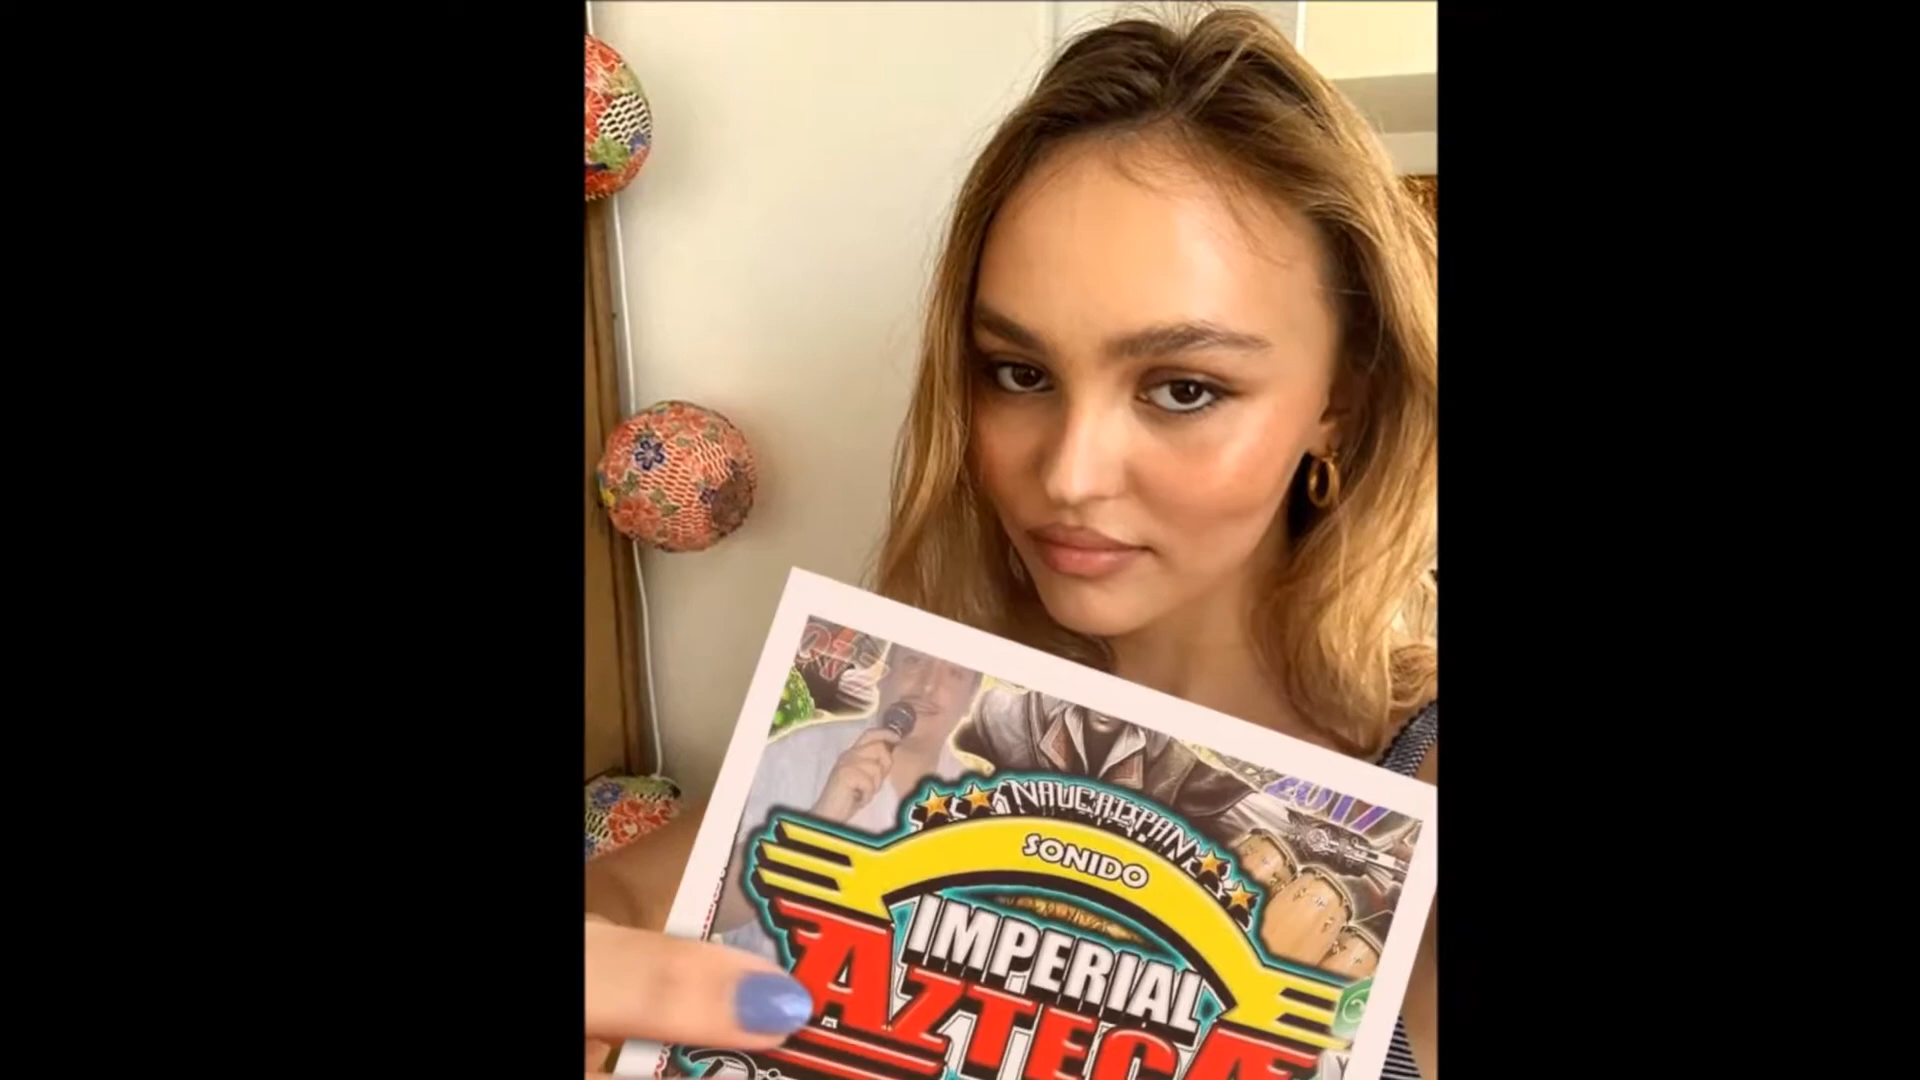 2017
NAUCALPAN
SONIDO
IMPERIAL
AZTECA